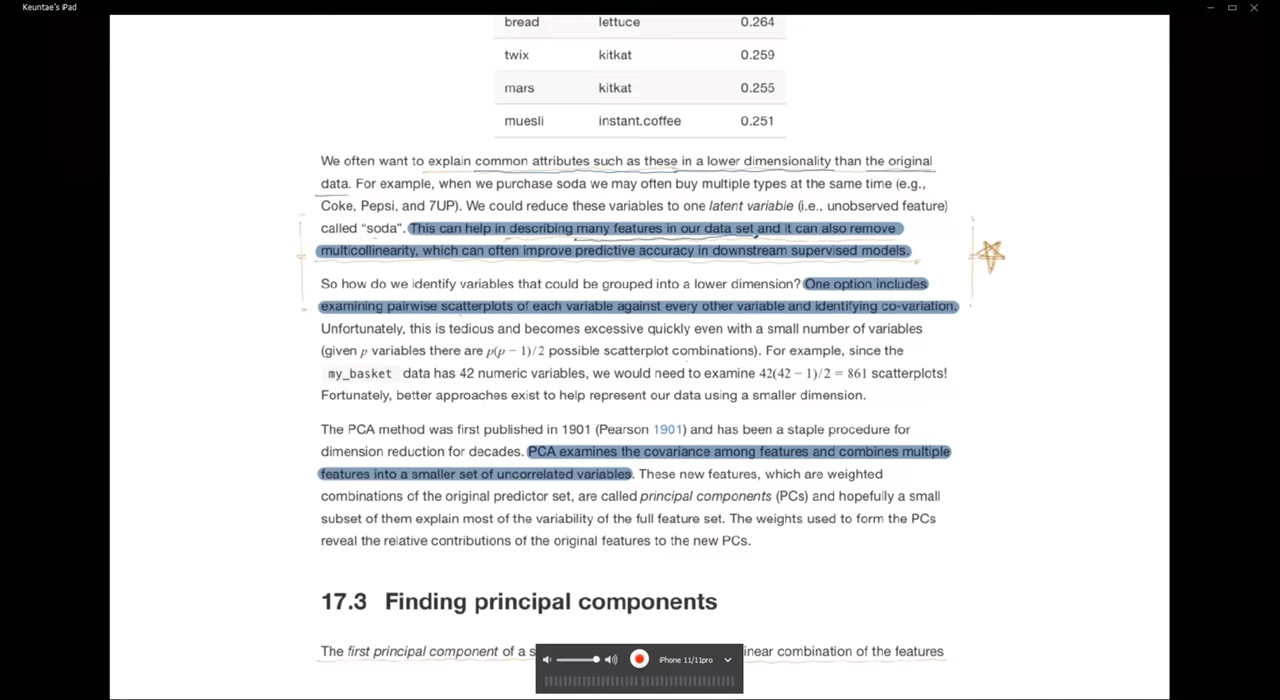 Keuntae's iPad
bread lettuce 0.264
twix kitkat 0.259
mars kitkat 0.255
muesli instant.coffee 0.251
We often want to explain common attributes such as these in a lower dimensionality than the original
data. For example, when we purchase soda we may often buy multiple types at the same time (e.g.,
Coke, Pepsi, and 7UP). We could reduce these variables to one latent variable (i.e., unobserved feature)
called “soda”. This can help in describing many features in our data set and it can also remove
multicollinearity, which can often improve predictive accuracy in downstream supervised models.
So how do we identify variables that could be grouped into a lower dimension? One option includes
examining pairwise scatterplots of each variable against every other variable and identifying co-variation.
Unfortunately, this is tedious and becomes excessive quickly even with a small number of variables
(given p variables there are p(p − 1)/2 possible scatterplot combinations). For example, since the
my_basket data has 42 numeric variables, we would need to examine 42(42 − 1)/2 = 861 scatterplots!
Fortunately, better approaches exist to help represent our data using a smaller dimension.
The PCA method was first published in 1901 (Pearson 1901) and has been a staple procedure for
dimension reduction for decades. PCA examines the covariance among features and combines multiple
features into a smaller set of uncorrelated variables. These new features, which are weighted
combinations of the original predictor set, are called principal components (PCs) and hopefully a small
subset of them explain most of the variability of the full feature set. The weights used to form the PCs
reveal the relative contributions of the original features to the new PCs.
17.3 Finding principal components
The first principal component of a s inear combination of the features
iPhone 11/11pro